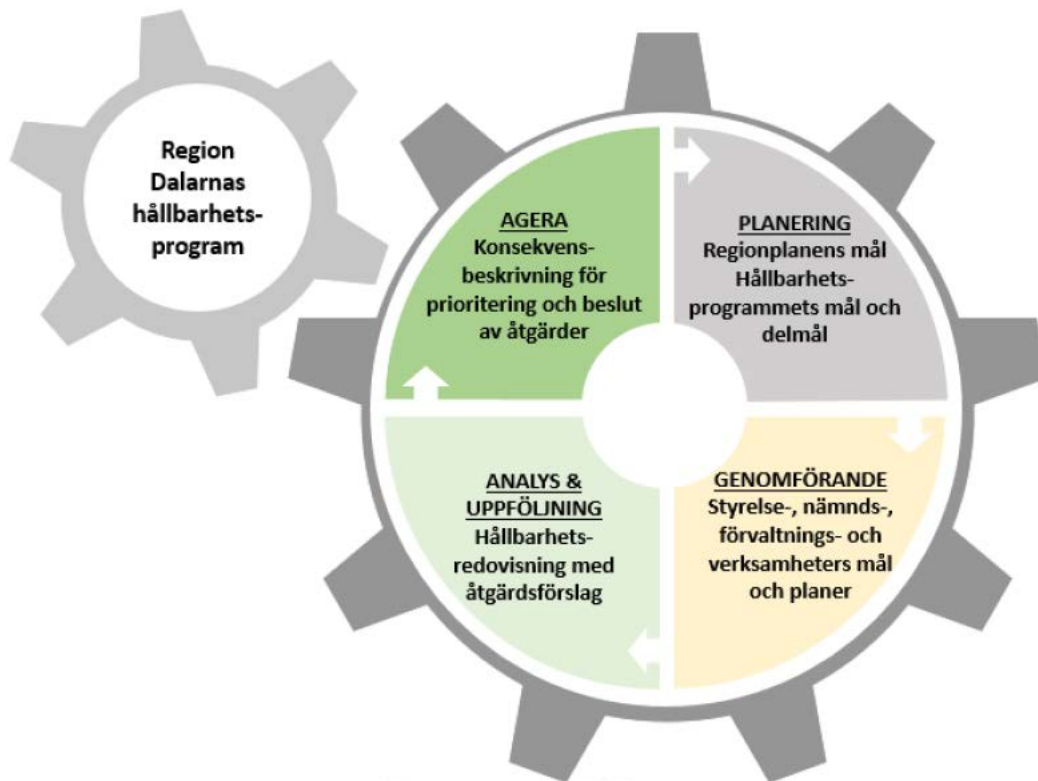 Region
Dalarnas
hållbarhets-
program
AGERA
Konsekvens-
beskrivning för
prioritering och beslut
av åtgärder
PLANERING
Regionplanens mål
Hållbarhets-
programmets mål och
delmål
GENOMFÖRANDE
Styrelse-, nämnds-,
förvaltnings- och
verksamheters mål
och planer
ANALYS &
UPPFÖLJNING
Hållbarhets-
redovisning med
åtgärdsförslag